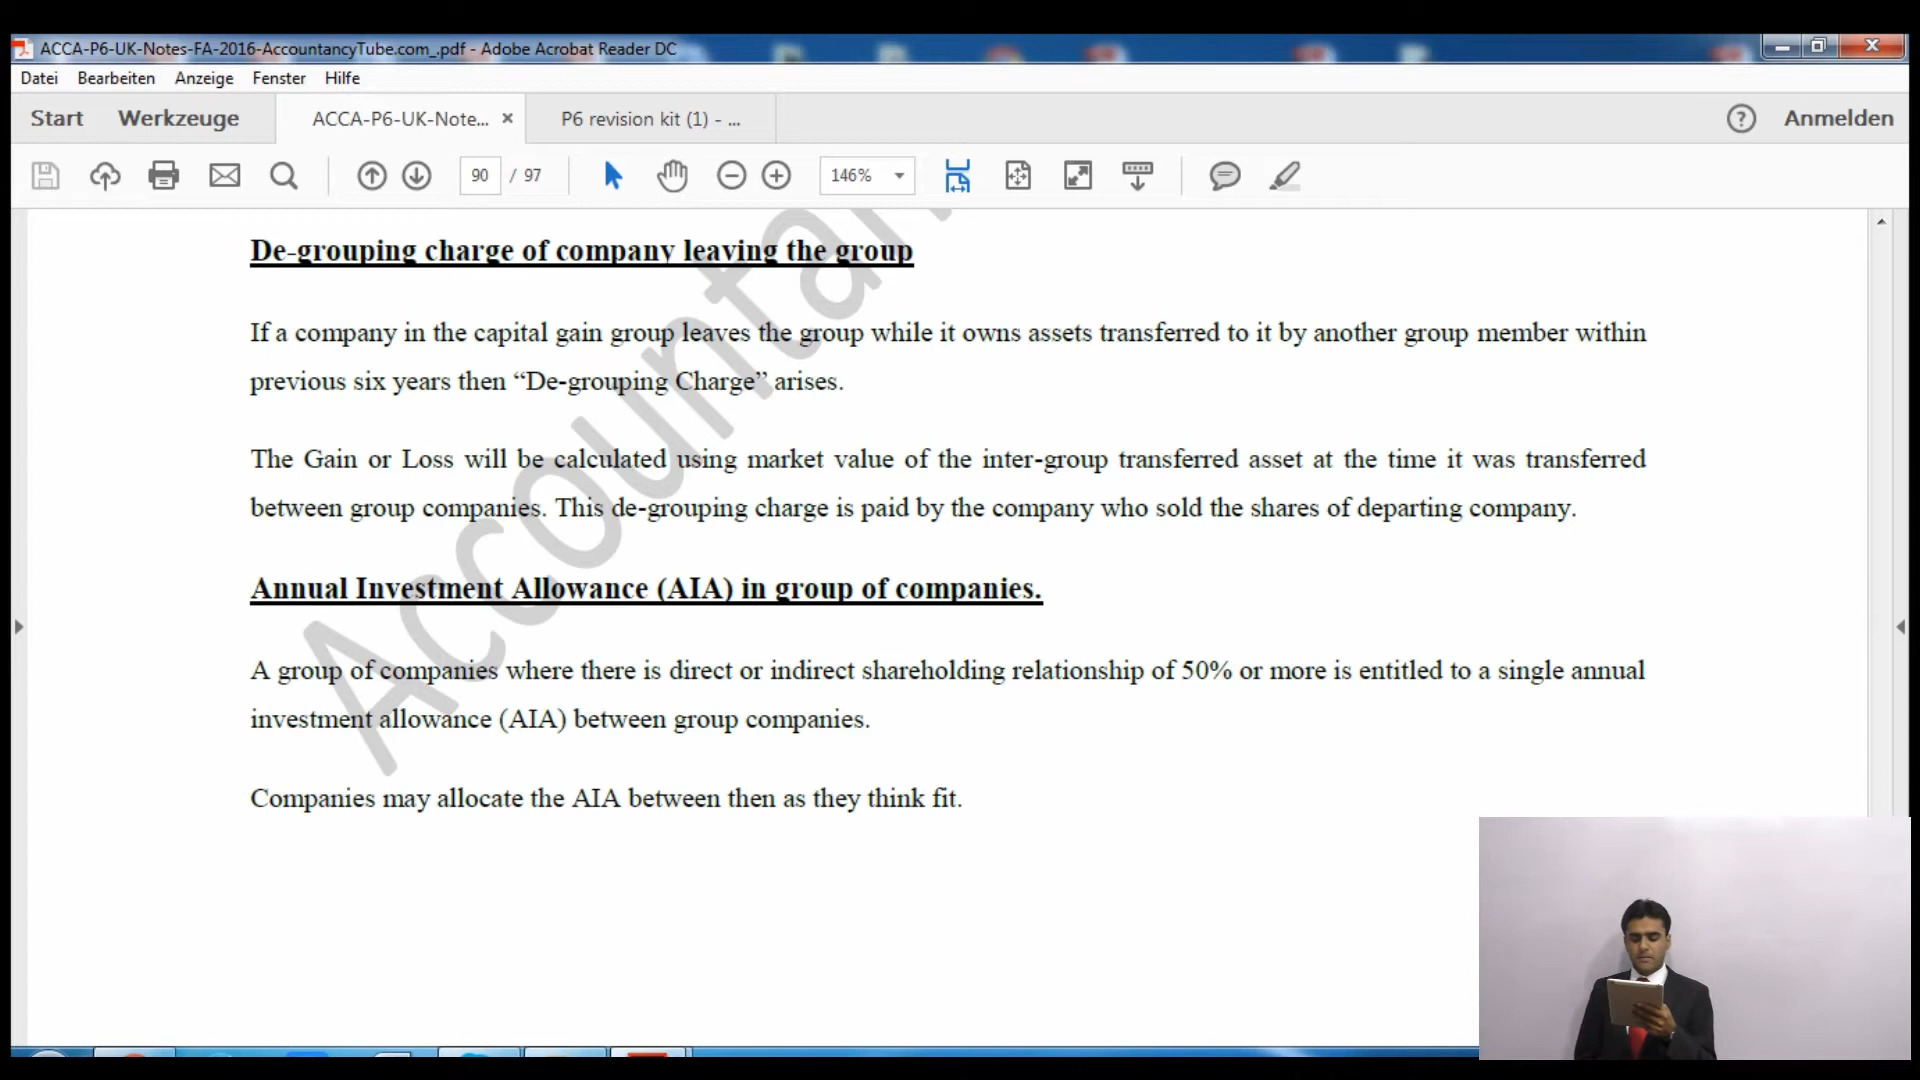 ACCA-P6-UK-Notes-FA-2016-AccountancyTube.com_.pdf - Adobe Acrobat Reader DC
Datei Bearbeiten Anzeige Fenster Hilfe
Start Werkzeuge ACCA-P6-UK-Note... × P6 revision kit (1) - ... Anmelden
90 / 97 146%
De-grouping charge of company leaving the group
If a company in the capital gain group leaves the group while it owns assets transferred to it by another group member within
previous six years then “De-grouping Charge” arises.
The Gain or Loss will be calculated using market value of the inter-group transferred asset at the time it was transferred
between group companies. This de-grouping charge is paid by the company who sold the shares of departing company.
Annual Investment Allowance (AIA) in group of companies.
A group of companies where there is direct or indirect shareholding relationship of 50% or more is entitled to a single annual
investment allowance (AIA) between group companies.
Companies may allocate the AIA between then as they think fit.
Accountan